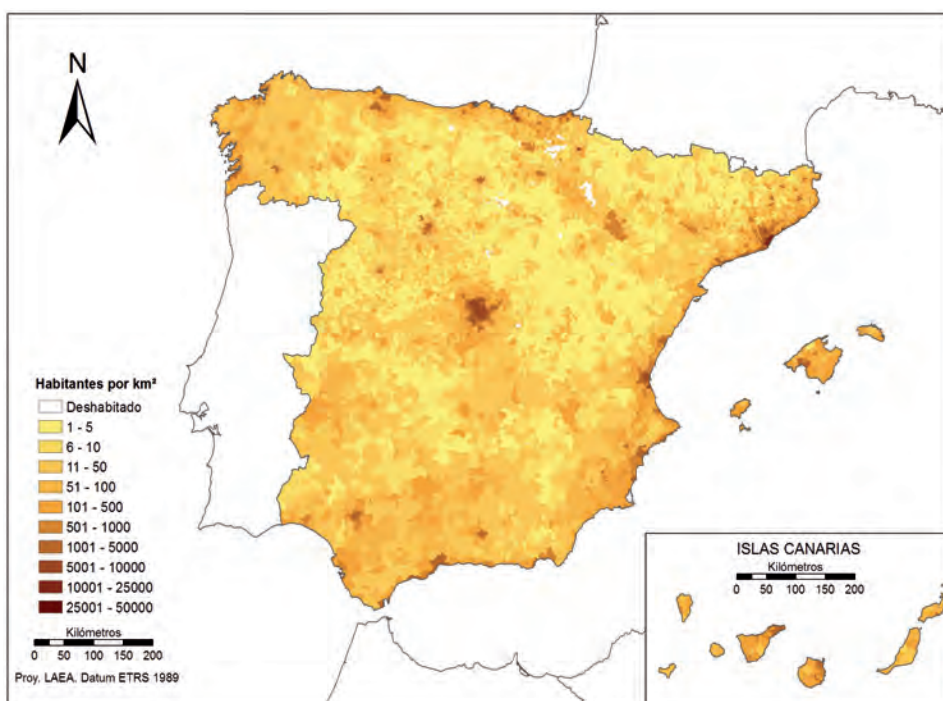 N
Habitantes por km²
Deshabitado
1 - 5
6 - 10
11 - 50
51 - 100
101 - 500
501 - 1000
1001 - 5000
5001 - 10000
10001 - 25000
25001 - 50000
Kilómetros
0 25 50 100 150 200
Proy. LAEA. Datum ETRS 1989
ISLAS CANARIAS
Kilómetros
0 25 50 100 150 200